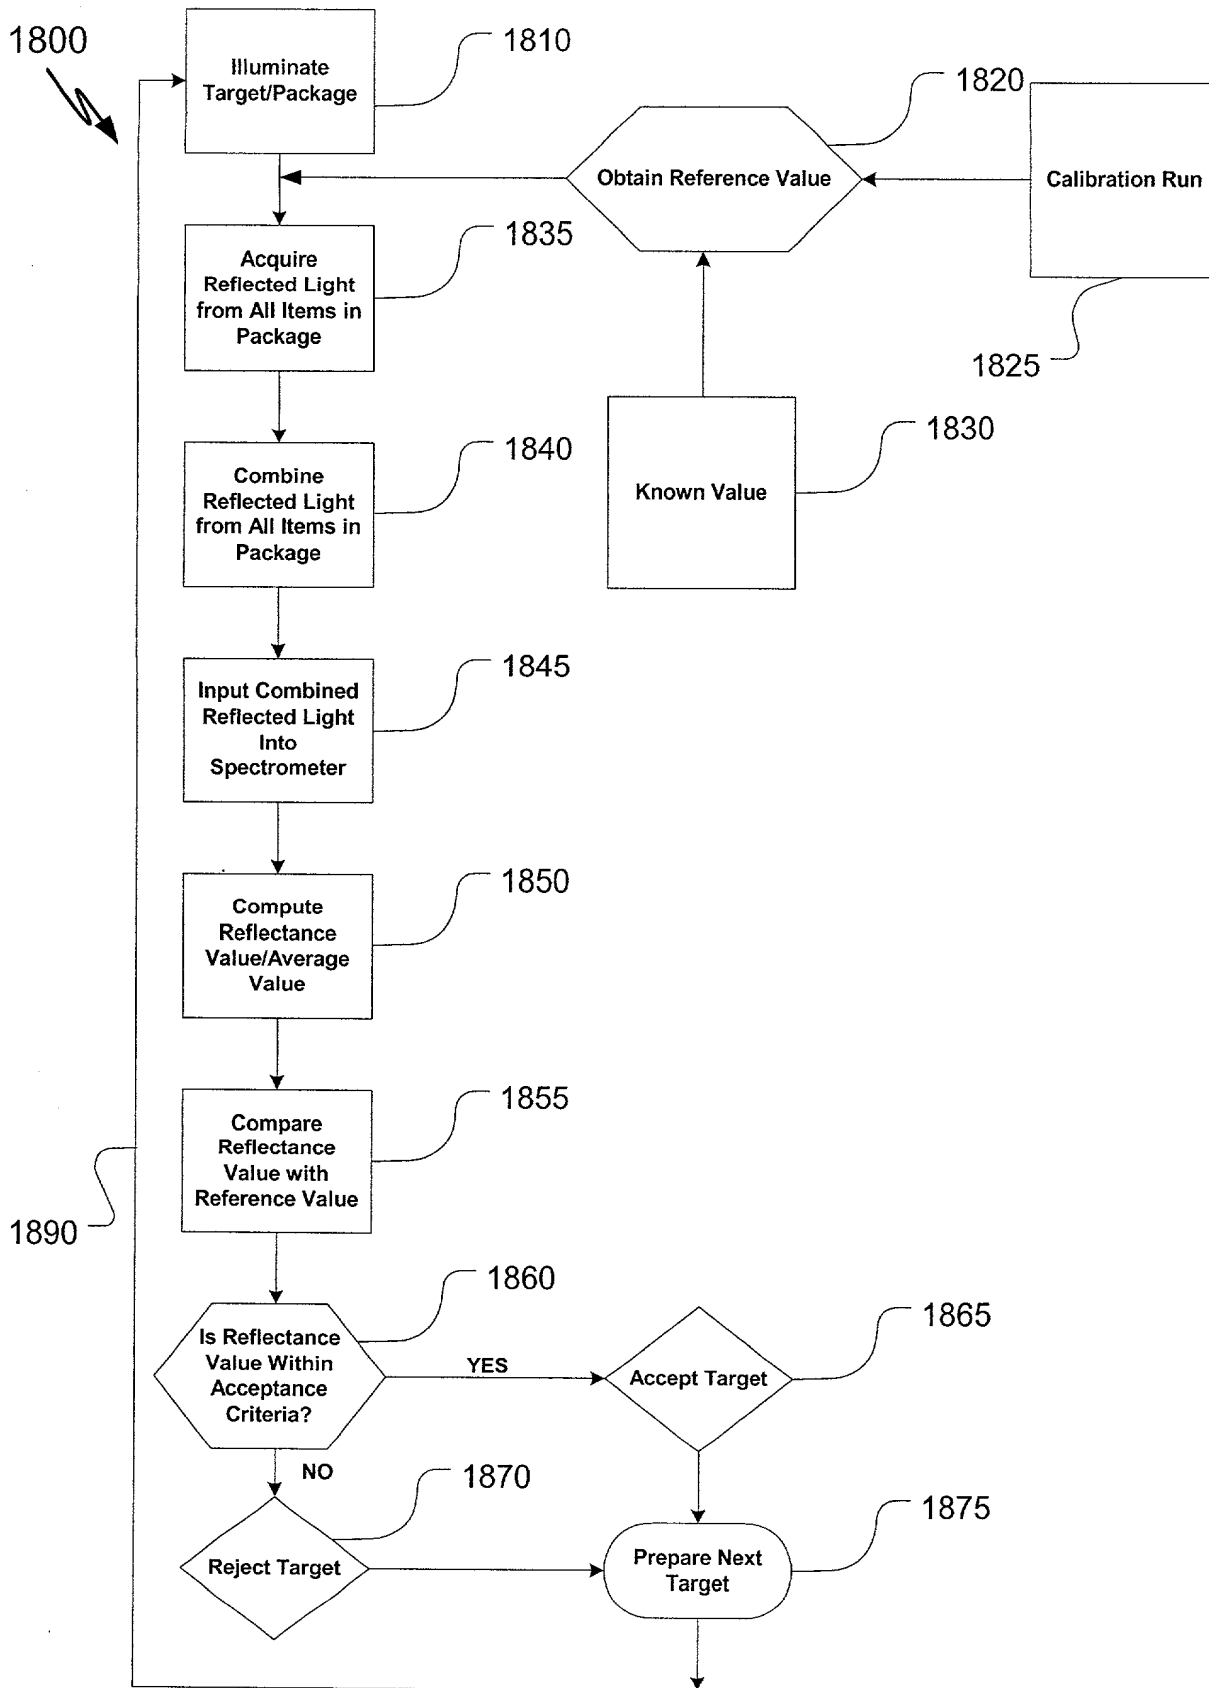 1800
Illuminate
Target/Package
1810
1820
Obtain Reference Value
Calibration Run
1825
Acquire
Reflected Light
from All Items in
Package
1835
1830
Known Value
Combine
Reflected Light
from All Items in
Package
1840
Input Combined
Reflected Light
Into
Spectrometer
1845
Compute
Reflectance
Value/Average
Value
1850
Compare
Reflectance
Value with
Reference Value
1855
1890
Is Reflectance
Value Within
Acceptance
Criteria?
1860
YES
Accept Target
1865
NO
Reject Target
1870
Prepare Next
Target
1875